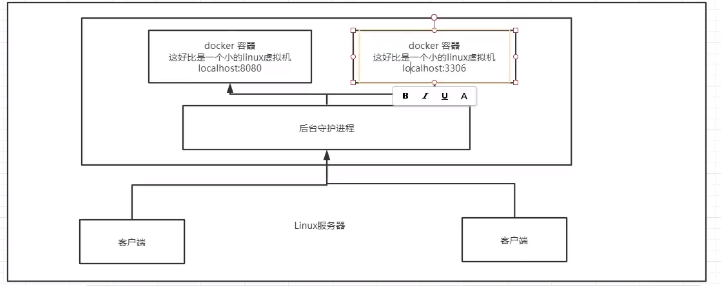 docker 容器
这好比是一个小的linux虚拟机
localhost:8080
docker 容器
这好比是一个小的linux虚拟机
localhost:3306
B I U A
后台守护进程
Linux服务器
客户端
客户端